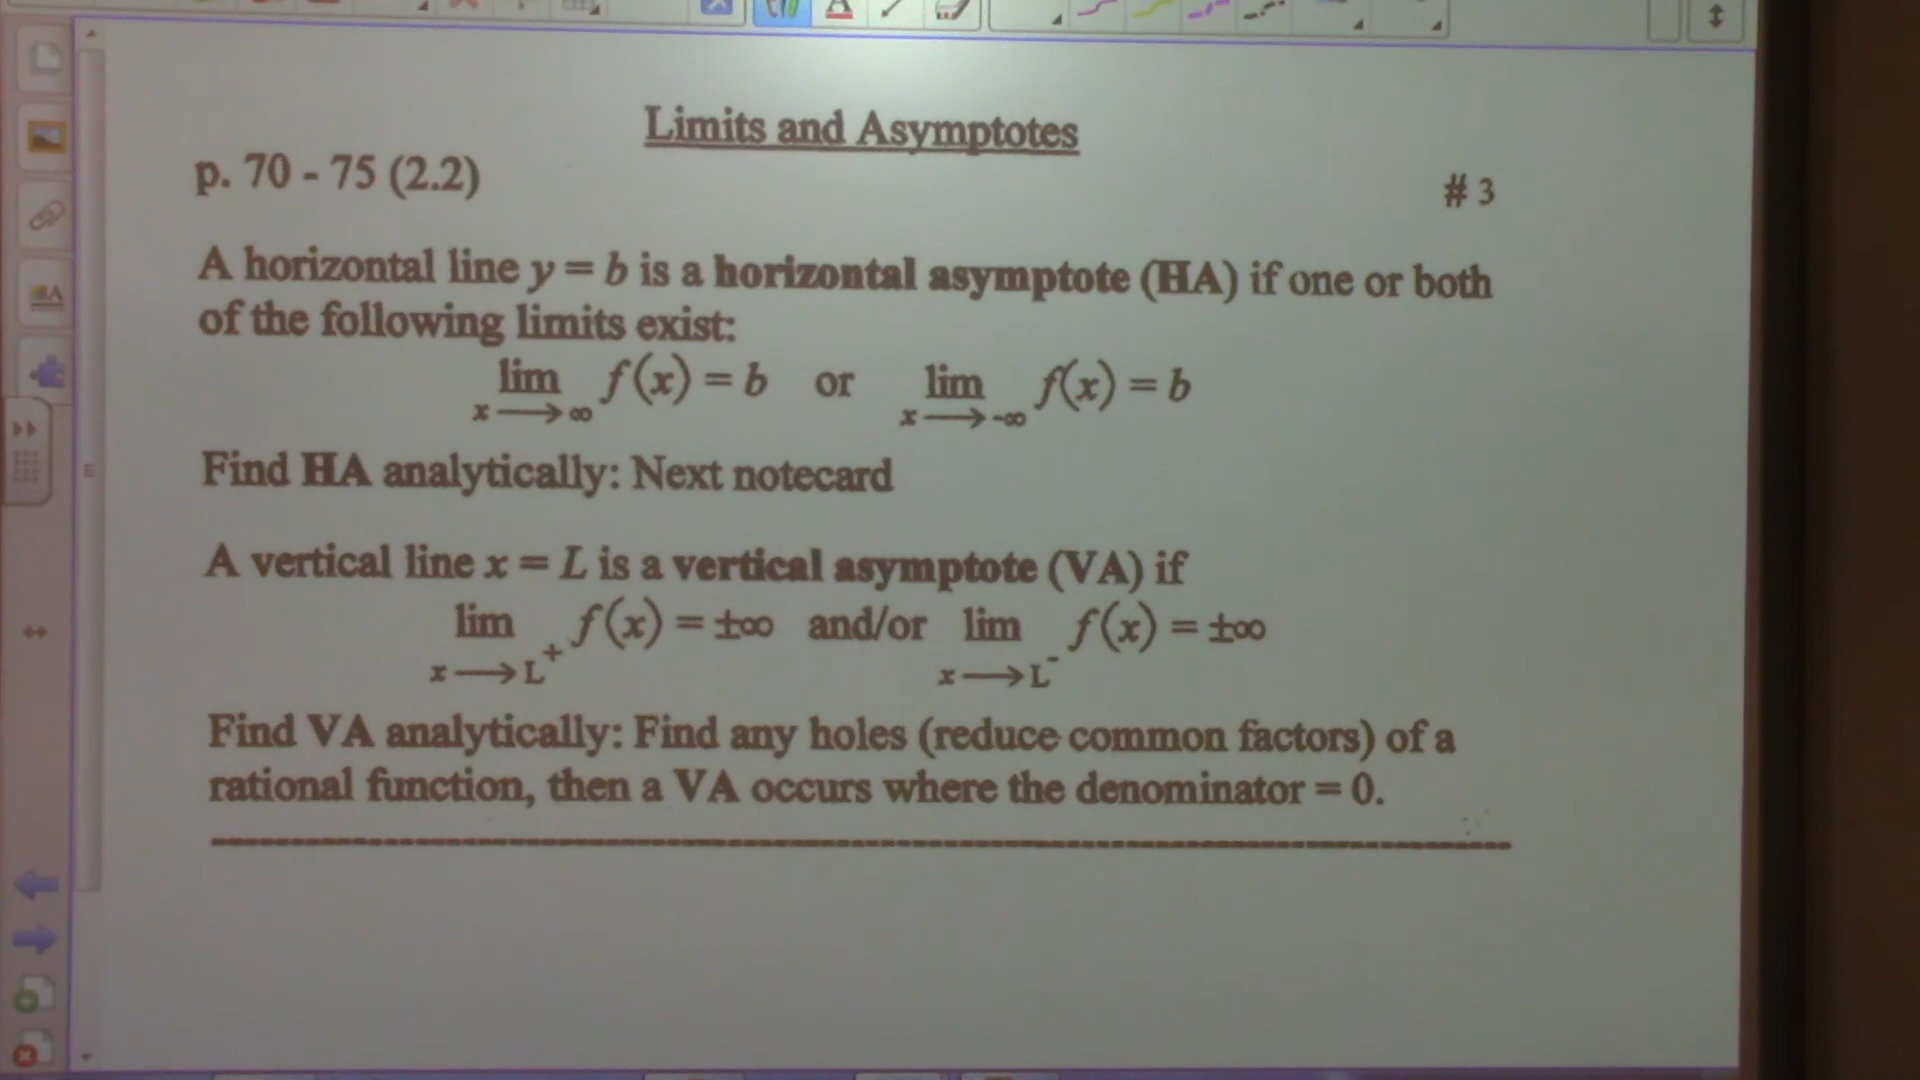 Limits and Asymptotes
p. 70 - 75 (2.2)
# 3
A horizontal line y = b is a horizontal asymptote (HA) if one or both
of the following limits exist:
lim f(x) = b or lim f(x) = b
x ⟶ ∞ x ⟶ -∞
Find HA analytically: Next notecard
A vertical line x = L is a vertical asymptote (VA) if
lim f(x) = ±∞ and/or lim f(x) = ±∞
x ⟶ L⁺ x ⟶ L⁻
Find VA analytically: Find any holes (reduce common factors) of a
rational function, then a VA occurs where the denominator = 0.